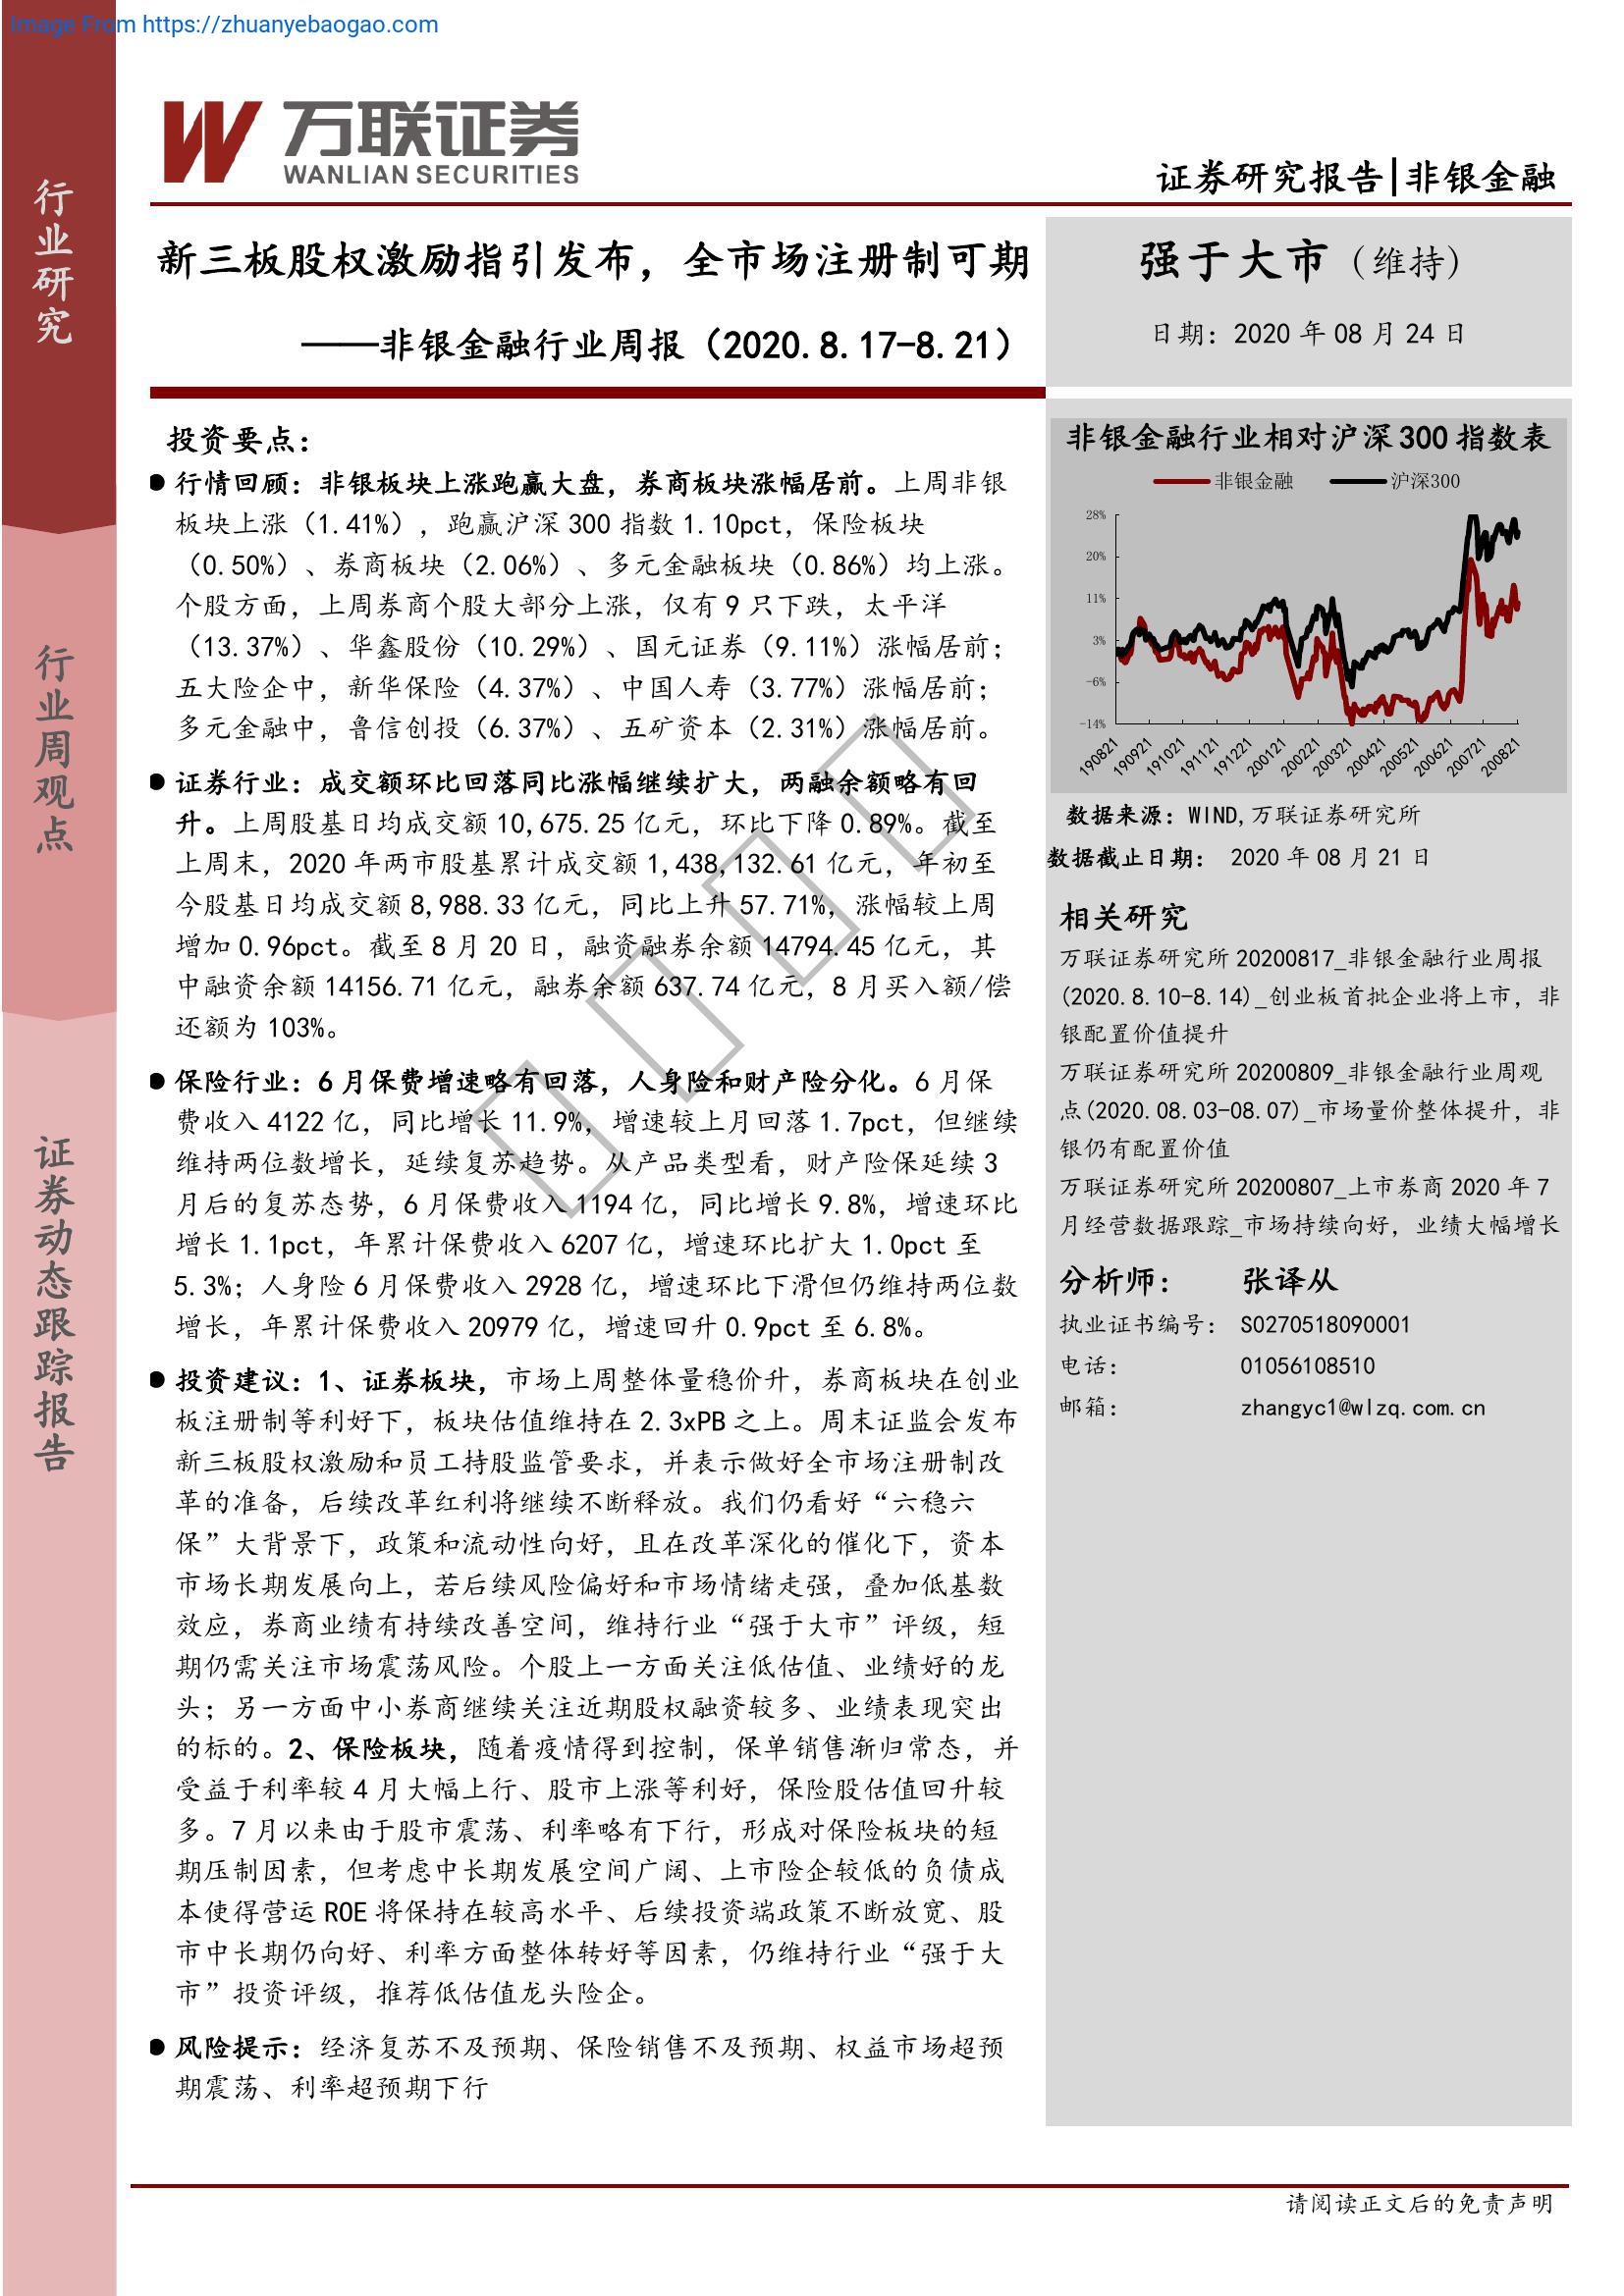 Image From https://zhuanyebaogao.com
万联证券
WANLIAN SECURITIES
证券研究报告|非银金融
行业研究
行业周观点
证券动态跟踪报告
新三板股权激励指引发布，全市场注册制可期
——非银金融行业周报（2020.8.17-8.21）
强于大市（维持）
日期：2020 年 08 月 24 日
投资要点：
●行情回顾：非银板块上涨跑赢大盘，券商板块涨幅居前。上周非银
板块上涨（1.41%），跑赢沪深 300 指数 1.10pct，保险板块
（0.50%）、券商板块（2.06%）、多元金融板块（0.86%）均上涨。
个股方面，上周券商个股大部分上涨，仅有 9 只下跌，太平洋
（13.37%）、华鑫股份（10.29%）、国元证券（9.11%）涨幅居前；
五大险企中，新华保险（4.37%）、中国人寿（3.77%）涨幅居前；
多元金融中，鲁信创投（6.37%）、五矿资本（2.31%）涨幅居前。
●证券行业：成交额环比回落同比涨幅继续扩大，两融余额略有回
升。上周股基日均成交额 10,675.25 亿元，环比下降 0.89%。截至
上周末，2020 年两市股基累计成交额 1,438,132.61 亿元，年初至
今股基日均成交额 8,988.33 亿元，同比上升 57.71%，涨幅较上周
增加 0.96pct。截至 8 月 20 日，融资融券余额 14794.45 亿元，其
中融资余额 14156.71 亿元，融券余额 637.74 亿元，8 月买入额/偿
还额为 103%。
●保险行业：6 月保费增速略有回落，人身险和财产险分化。6 月保
费收入 4122 亿，同比增长 11.9%，增速较上月回落 1.7pct，但继续
维持两位数增长，延续复苏趋势。从产品类型看，财产险保延续 3
月后的复苏态势，6 月保费收入 1194 亿，同比增长 9.8%，增速环比
增长 1.1pct，年累计保费收入 6207 亿，增速环比扩大 1.0pct 至
5.3%；人身险 6 月保费收入 2928 亿，增速环比下滑但仍维持两位数
增长，年累计保费收入 20979 亿，增速回升 0.9pct 至 6.8%。
●投资建议：1、证券板块，市场上周整体量稳价升，券商板块在创业
板注册制等利好下，板块估值维持在 2.3xPB 之上。周末证监会发布
新三板股权激励和员工持股监管要求，并表示做好全市场注册制改
革的准备，后续改革红利将继续不断释放。我们仍看好“六稳六
保”大背景下，政策和流动性向好，且在改革深化的催化下，资本
市场长期发展向上，若后续风险偏好和市场情绪走强，叠加低基数
效应，券商业绩有持续改善空间，维持行业“强于大市”评级，短
期仍需关注市场震荡风险。个股上一方面关注低估值、业绩好的龙
头；另一方面中小券商继续关注近期股权融资较多、业绩表现突出
的标的。2、保险板块，随着疫情得到控制，保单销售渐归常态，并
受益于利率较 4 月大幅上行、股市上涨等利好，保险股估值回升较
多。7 月以来由于股市震荡、利率略有下行，形成对保险板块的短
期压制因素，但考虑中长期发展空间广阔、上市险企较低的负债成
本使得营运 ROE 将保持在较高水平、后续投资端政策不断放宽、股
市中长期仍向好、利率方面整体转好等因素，仍维持行业“强于大
市”投资评级，推荐低估值龙头险企。
●风险提示：经济复苏不及预期、保险销售不及预期、权益市场超预
期震荡、利率超预期下行
非银金融行业相对沪深 300 指数表
非银金融 沪深300
28%
20%
11%
3%
-6%
-14%
190821 190921 191021 191121 191221 200121 200221 200321 200421 200521 200621 200721 200821
数据来源：WIND,万联证券研究所
数据截止日期： 2020 年 08 月 21 日
相关研究
万联证券研究所 20200817_非银金融行业周报
(2020.8.10-8.14)_创业板首批企业将上市，非
银配置价值提升
万联证券研究所 20200809_非银金融行业周观
点(2020.08.03-08.07)_市场量价整体提升，非
银仍有配置价值
万联证券研究所 20200807_上市券商 2020 年 7
月经营数据跟踪_市场持续向好，业绩大幅增长
分析师： 张译从
执业证书编号： S0270518090001
电话： 01056108510
邮箱： zhangyc1@wlzq.com.cn
请阅读正文后的免责声明